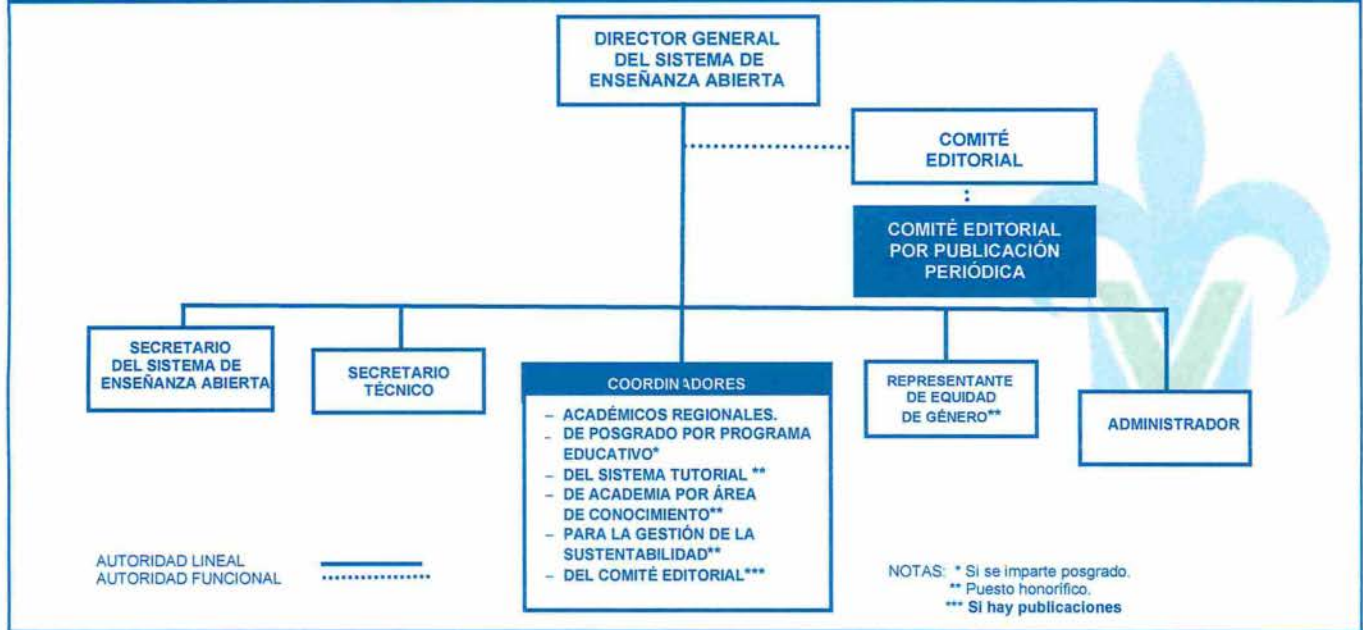 DIRECTOR GENERAL
DEL SISTEMA DE
ENSEÑANZA ABIERTA
COMITÉ
EDITORIAL
COMITÉ EDITORIAL
POR PUBLICACIÓN
PERIÓDICA
SECRETARIO
DEL SISTEMA DE
ENSEÑANZA ABIERTA
SECRETARIO
TÉCNICO
COORDINADORES
– ACADÉMICOS REGIONALES.
– DE POSGRADO POR PROGRAMA
EDUCATIVO*
– DEL SISTEMA TUTORIAL **
– DE ACADEMIA POR ÁREA
DE CONOCIMIENTO**
– PARA LA GESTIÓN DE LA
SUSTENTABILIDAD**
– DEL COMITÉ EDITORIAL***
REPRESENTANTE
DE EQUIDAD
DE GÉNERO**
ADMINISTRADOR
AUTORIDAD LINEAL
AUTORIDAD FUNCIONAL
NOTAS: * Si se imparte posgrado.
** Puesto honorífico.
*** Si hay publicaciones